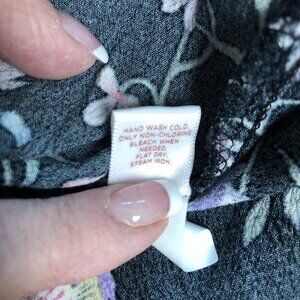 HAND WASH COLD.
ONLY NON-CHLORINE
BLEACH WHEN
NEEDED.
FLAT DRY.
STEAM IRON.